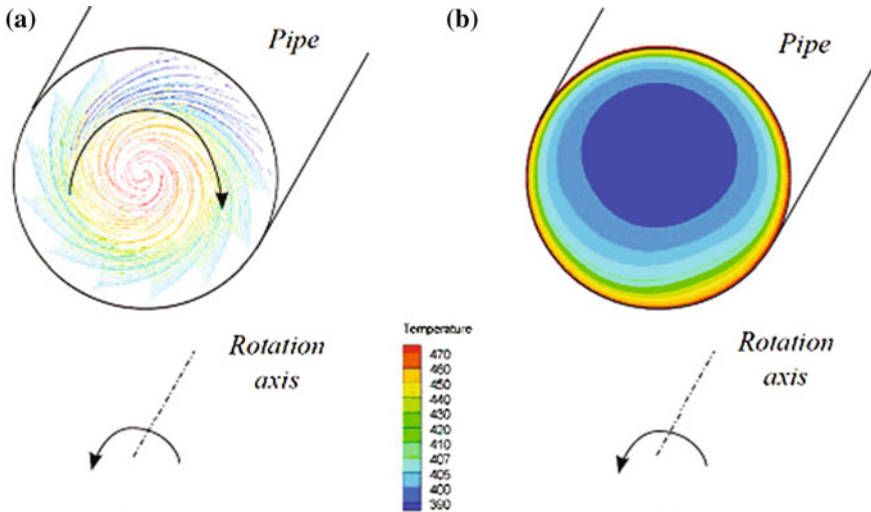 (a)
Pipe
Rotation
axis
Temperature
470
460
450
440
430
420
410
407
405
400
390
(b)
Pipe
Rotation
axis